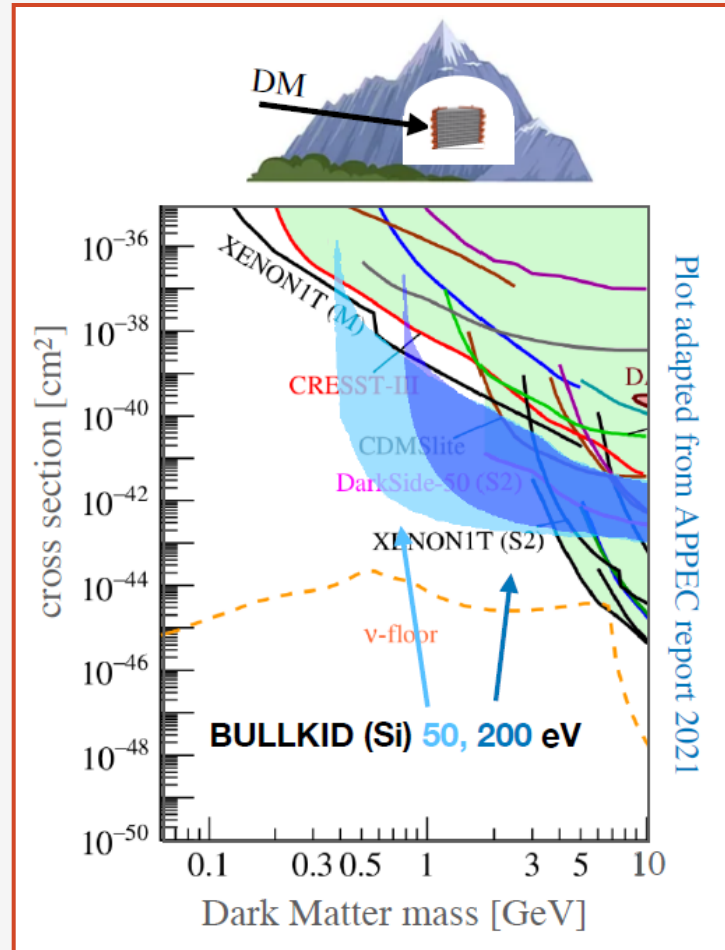 DM
10⁻³⁶
10⁻³⁸
10⁻⁴⁰
10⁻⁴²
10⁻⁴⁴
10⁻⁴⁶
10⁻⁴⁸
10⁻⁵⁰
cross section [cm²]
XENON1T (M)
CRESST-III
CDMSlite
DarkSide-50 (S2)
XENON1T (S2)
ν-floor
BULLKID (Si) 50, 200 eV
0.1 0.3 0.5 1 3 5 10
Dark Matter mass [GeV]
Plot adapted from APPEC report 2021